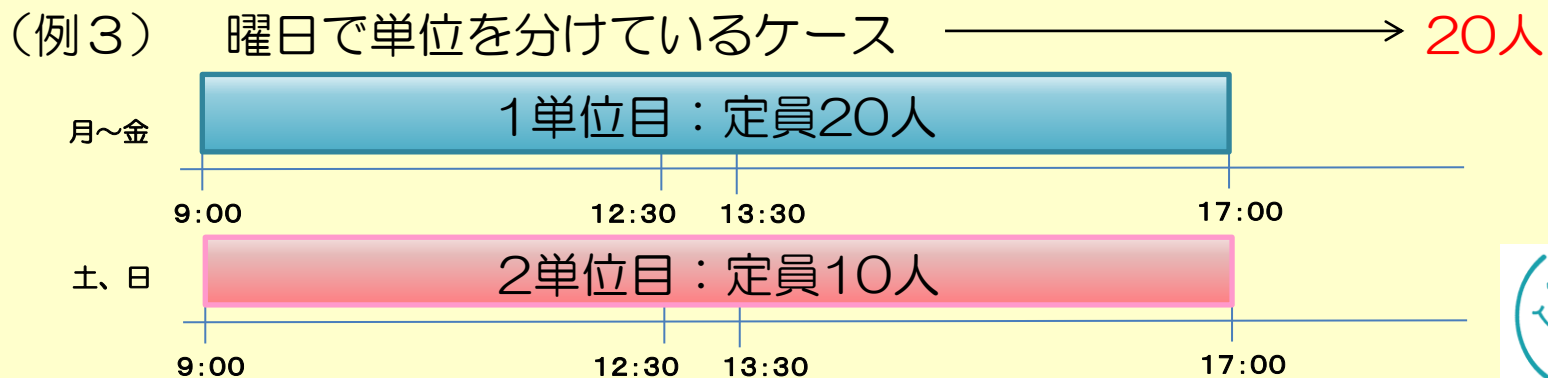 （例３）　曜日で単位を分けているケース　20人
1単位目：定員20人
月～金
9:00　12:30　13:30　17:00
2単位目：定員10人
土、日
9:00　12:30　13:30　17:00